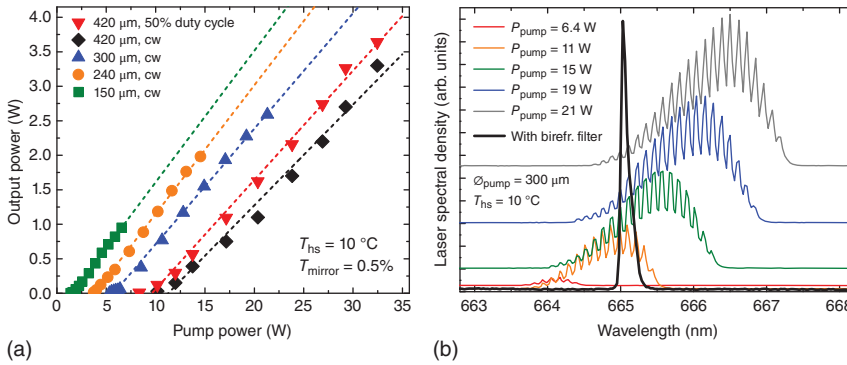 420 μm, 50% duty cycle
420 μm, cw
300 μm, cw
240 μm, cw
150 μm, cw
T_hs = 10 °C
T_mirror = 0.5%
Output power (W)
4.0
3.5
3.0
2.5
2.0
1.5
1.0
0.5
0.0
0 5 10 15 20 25 30 35
Pump power (W)
(a)
P_pump = 6.4 W
P_pump = 11 W
P_pump = 15 W
P_pump = 19 W
P_pump = 21 W
With birefr. filter
Ø_pump = 300 μm
T_hs = 10 °C
Laser spectral density (arb. units)
663 664 665 666 667 668
Wavelength (nm)
(b)